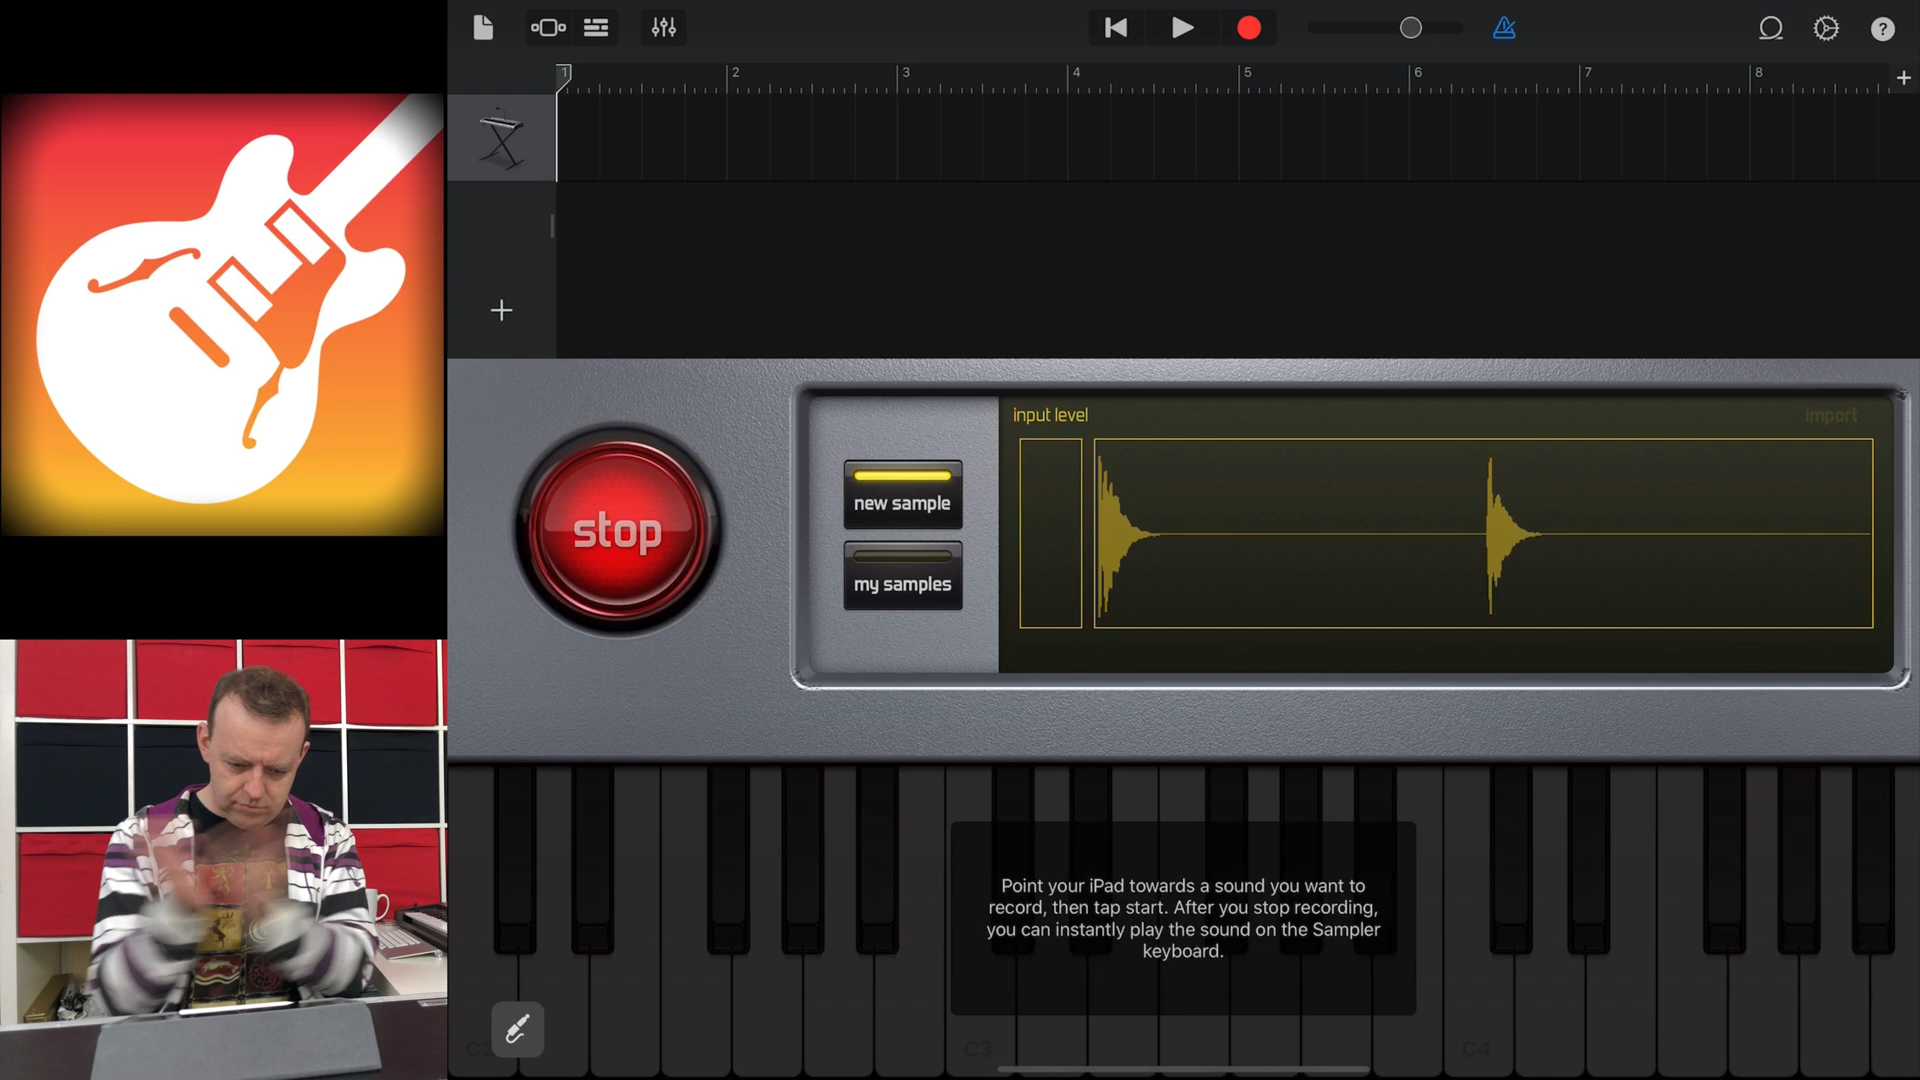 1 2 3 4 5 6 7 8
input level
import
stop
new sample
my samples
Point your iPad towards a sound you want to
record, then tap start. After you stop recording,
you can instantly play the sound on the Sampler
keyboard.
C2 C3 C4
?